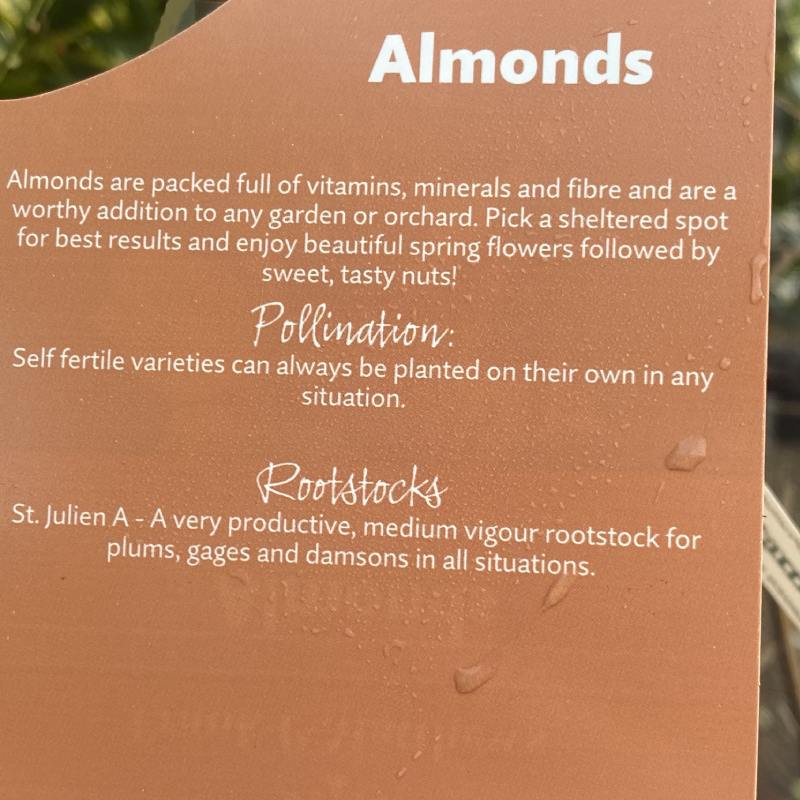 Almonds
Almonds are packed full of vitamins, minerals and fibre and are a
worthy addition to any garden or orchard. Pick a sheltered spot
for best results and enjoy beautiful spring flowers followed by
sweet, tasty nuts!
Pollination:
Self fertile varieties can always be planted on their own in any
situation.
Rootstocks
St. Julien A - A very productive, medium vigour rootstock for
plums, gages and damsons in all situations.